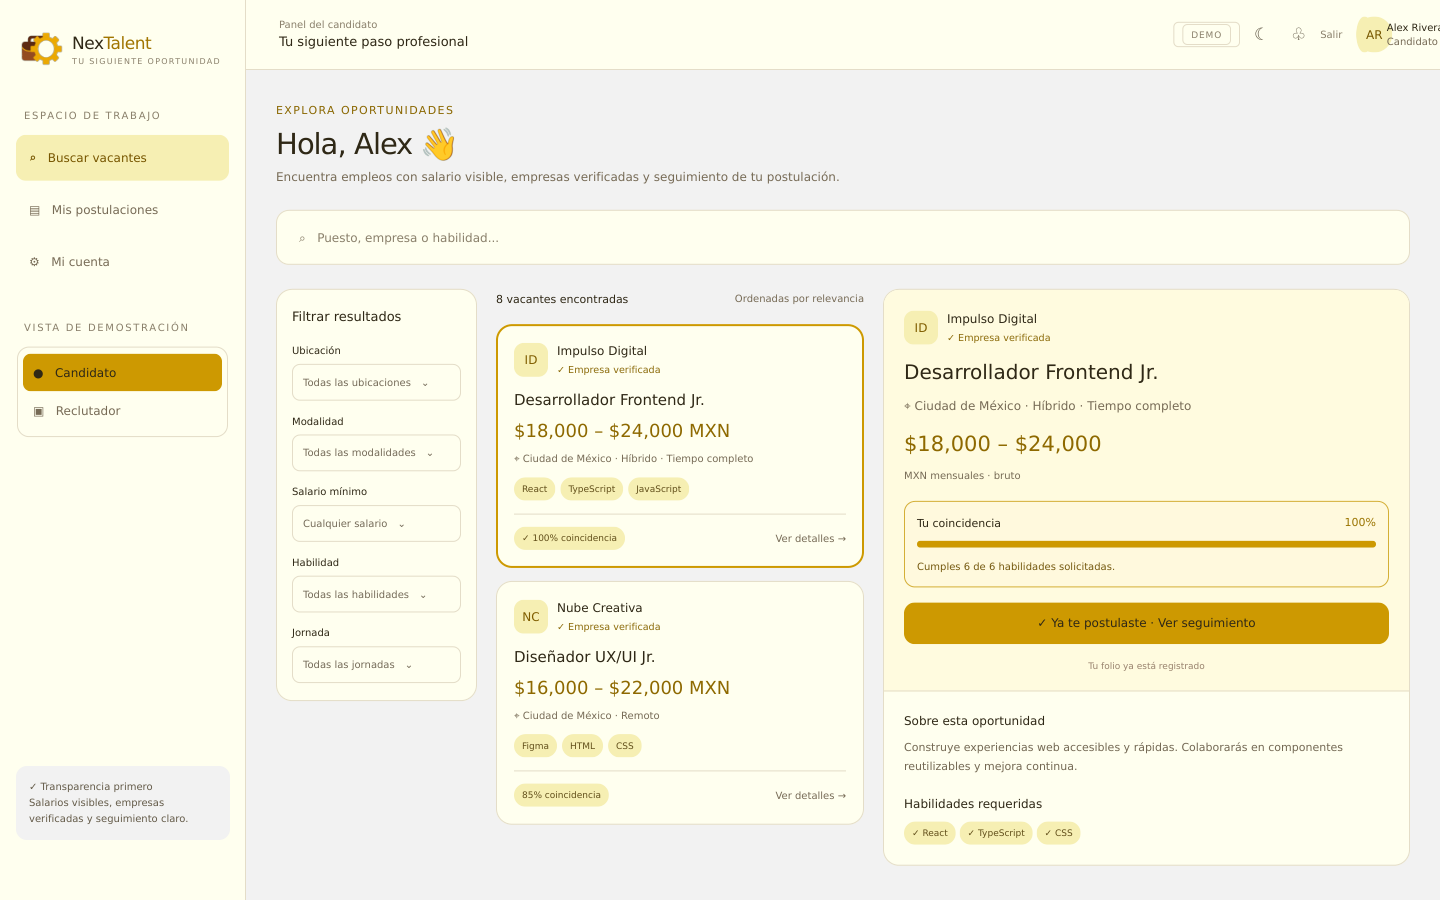 NexTalent
TU SIGUIENTE OPORTUNIDAD
ESPACIO DE TRABAJO
Buscar vacantes
Mis postulaciones
Mi cuenta
VISTA DE DEMOSTRACIÓN
Candidato
Reclutador
✓ Transparencia primero
Salarios visibles, empresas
verificadas y seguimiento claro.
Panel del candidato
Tu siguiente paso profesional
DEMO
Salir
AR
Alex Rivera
Candidato
EXPLORA OPORTUNIDADES
Hola, Alex 👋
Encuentra empleos con salario visible, empresas verificadas y seguimiento de tu postulación.
Puesto, empresa o habilidad...
Filtrar resultados
Ubicación
Todas las ubicaciones
Modalidad
Todas las modalidades
Salario mínimo
Cualquier salario
Habilidad
Todas las habilidades
Jornada
Todas las jornadas
8 vacantes encontradas
Ordenadas por relevancia
ID
Impulso Digital
✓ Empresa verificada
Desarrollador Frontend Jr.
$18,000 – $24,000 MXN
⌖ Ciudad de México · Híbrido · Tiempo completo
React
TypeScript
JavaScript
✓ 100% coincidencia
Ver detalles →
NC
Nube Creativa
✓ Empresa verificada
Diseñador UX/UI Jr.
$16,000 – $22,000 MXN
⌖ Ciudad de México · Remoto
Figma
HTML
CSS
85% coincidencia
Ver detalles →
ID
Impulso Digital
✓ Empresa verificada
Desarrollador Frontend Jr.
⌖ Ciudad de México · Híbrido · Tiempo completo
$18,000 – $24,000
MXN mensuales · bruto
Tu coincidencia
100%
Cumples 6 de 6 habilidades solicitadas.
✓ Ya te postulaste · Ver seguimiento
Tu folio ya está registrado
Sobre esta oportunidad
Construye experiencias web accesibles y rápidas. Colaborarás en componentes
reutilizables y mejora continua.
Habilidades requeridas
✓ React
✓ TypeScript
✓ CSS